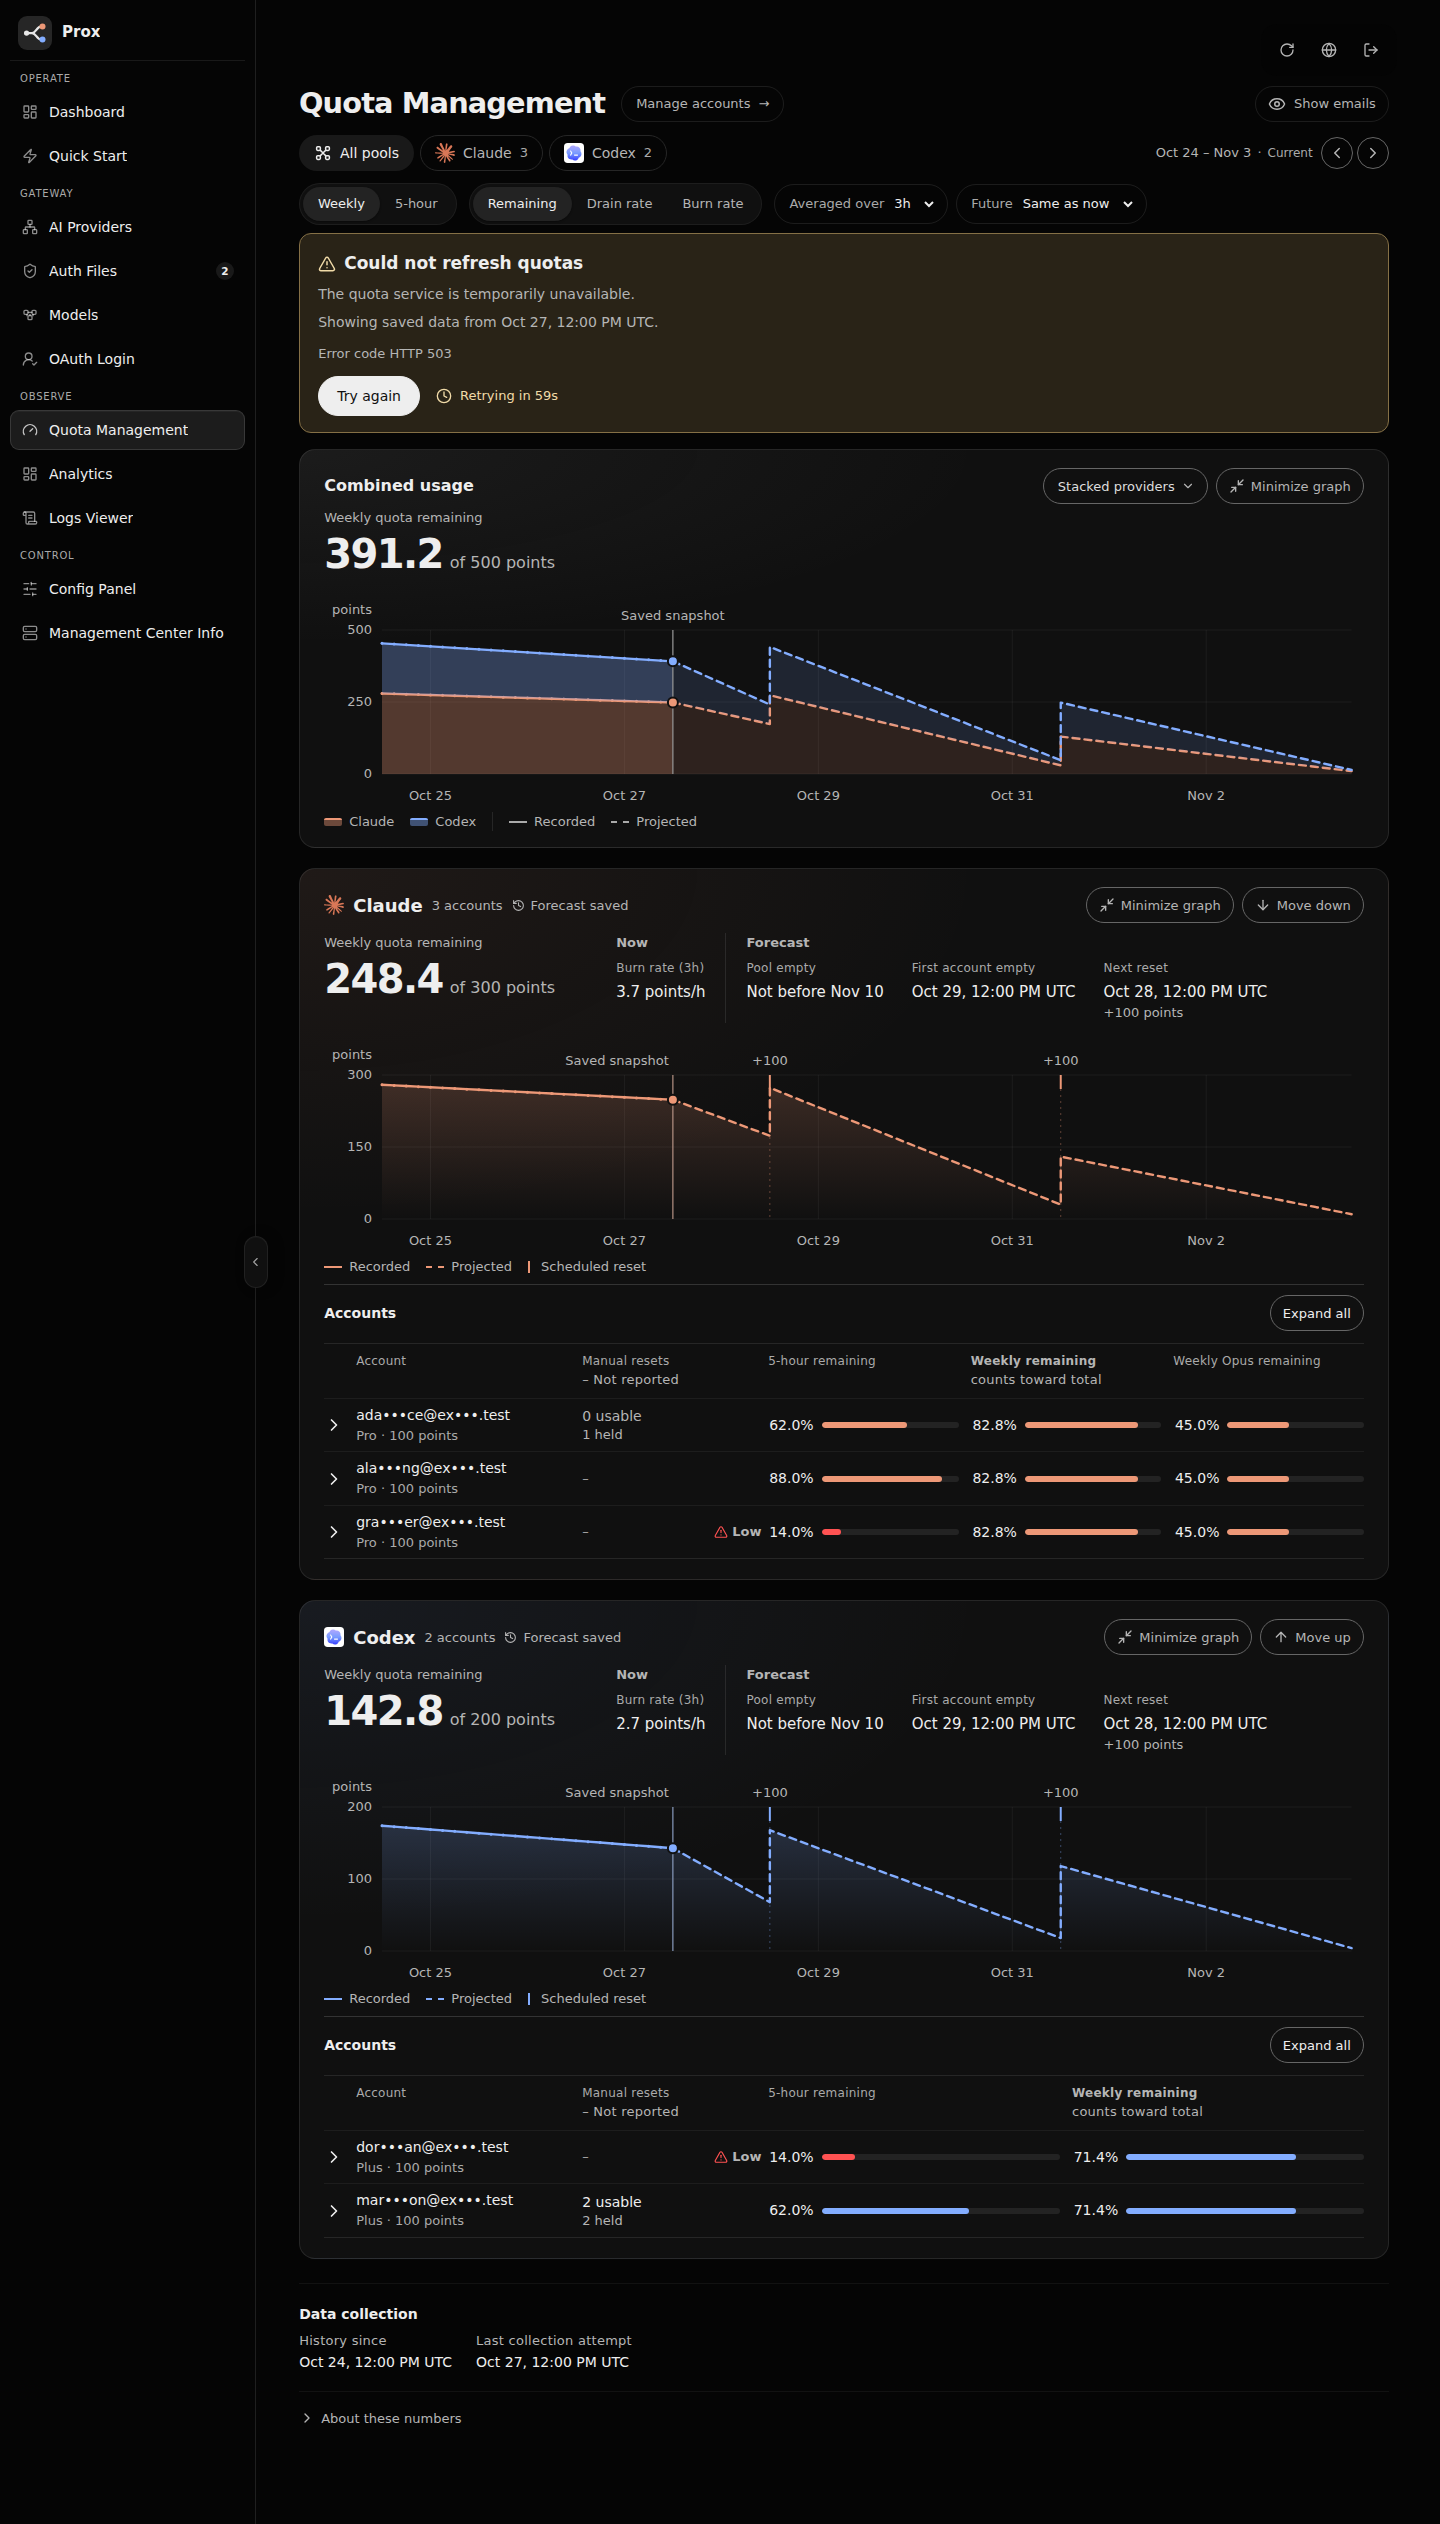 Prox
OPERATE
Dashboard
Quick Start
GATEWAY
AI Providers
Auth Files 2
Models
OAuth Login
OBSERVE
Quota Management
Analytics
Logs Viewer
CONTROL
Config Panel
Management Center Info
Quota Management Manage accounts → Show emails
All pools Claude 3 Codex 2 Oct 24 – Nov 3 · Current
Weekly 5-hour Remaining Drain rate Burn rate Averaged over 3h Future Same as now
Could not refresh quotas
The quota service is temporarily unavailable.
Showing saved data from Oct 27, 12:00 PM UTC.
Error code HTTP 503
Try again Retrying in 59s
Combined usage Stacked providers Minimize graph
Weekly quota remaining
391.2 of 500 points
points Saved snapshot
500
250
0
Oct 25 Oct 27 Oct 29 Oct 31 Nov 2
Claude Codex Recorded Projected
Claude 3 accounts Forecast saved Minimize graph Move down
Weekly quota remaining Now Forecast
Burn rate (3h) Pool empty First account empty Next reset
248.4 of 300 points 3.7 points/h Not before Nov 10 Oct 29, 12:00 PM UTC Oct 28, 12:00 PM UTC
+100 points
points Saved snapshot +100 +100
300
150
0
Oct 25 Oct 27 Oct 29 Oct 31 Nov 2
Recorded Projected Scheduled reset
Accounts Expand all
Account Manual resets 5-hour remaining Weekly remaining Weekly Opus remaining
– Not reported counts toward total
ada•••ce@ex•••.test 0 usable 62.0% 82.8% 45.0%
Pro · 100 points 1 held
ala•••ng@ex•••.test – 88.0% 82.8% 45.0%
Pro · 100 points
gra•••er@ex•••.test – Low 14.0% 82.8% 45.0%
Pro · 100 points
Codex 2 accounts Forecast saved Minimize graph Move up
Weekly quota remaining Now Forecast
Burn rate (3h) Pool empty First account empty Next reset
142.8 of 200 points 2.7 points/h Not before Nov 10 Oct 29, 12:00 PM UTC Oct 28, 12:00 PM UTC
+100 points
points Saved snapshot +100 +100
200
100
0
Oct 25 Oct 27 Oct 29 Oct 31 Nov 2
Recorded Projected Scheduled reset
Accounts Expand all
Account Manual resets 5-hour remaining Weekly remaining
– Not reported counts toward total
dor•••an@ex•••.test – Low 14.0% 71.4%
Plus · 100 points
mar•••on@ex•••.test 2 usable 62.0% 71.4%
Plus · 100 points 2 held
Data collection
History since Last collection attempt
Oct 24, 12:00 PM UTC Oct 27, 12:00 PM UTC
About these numbers